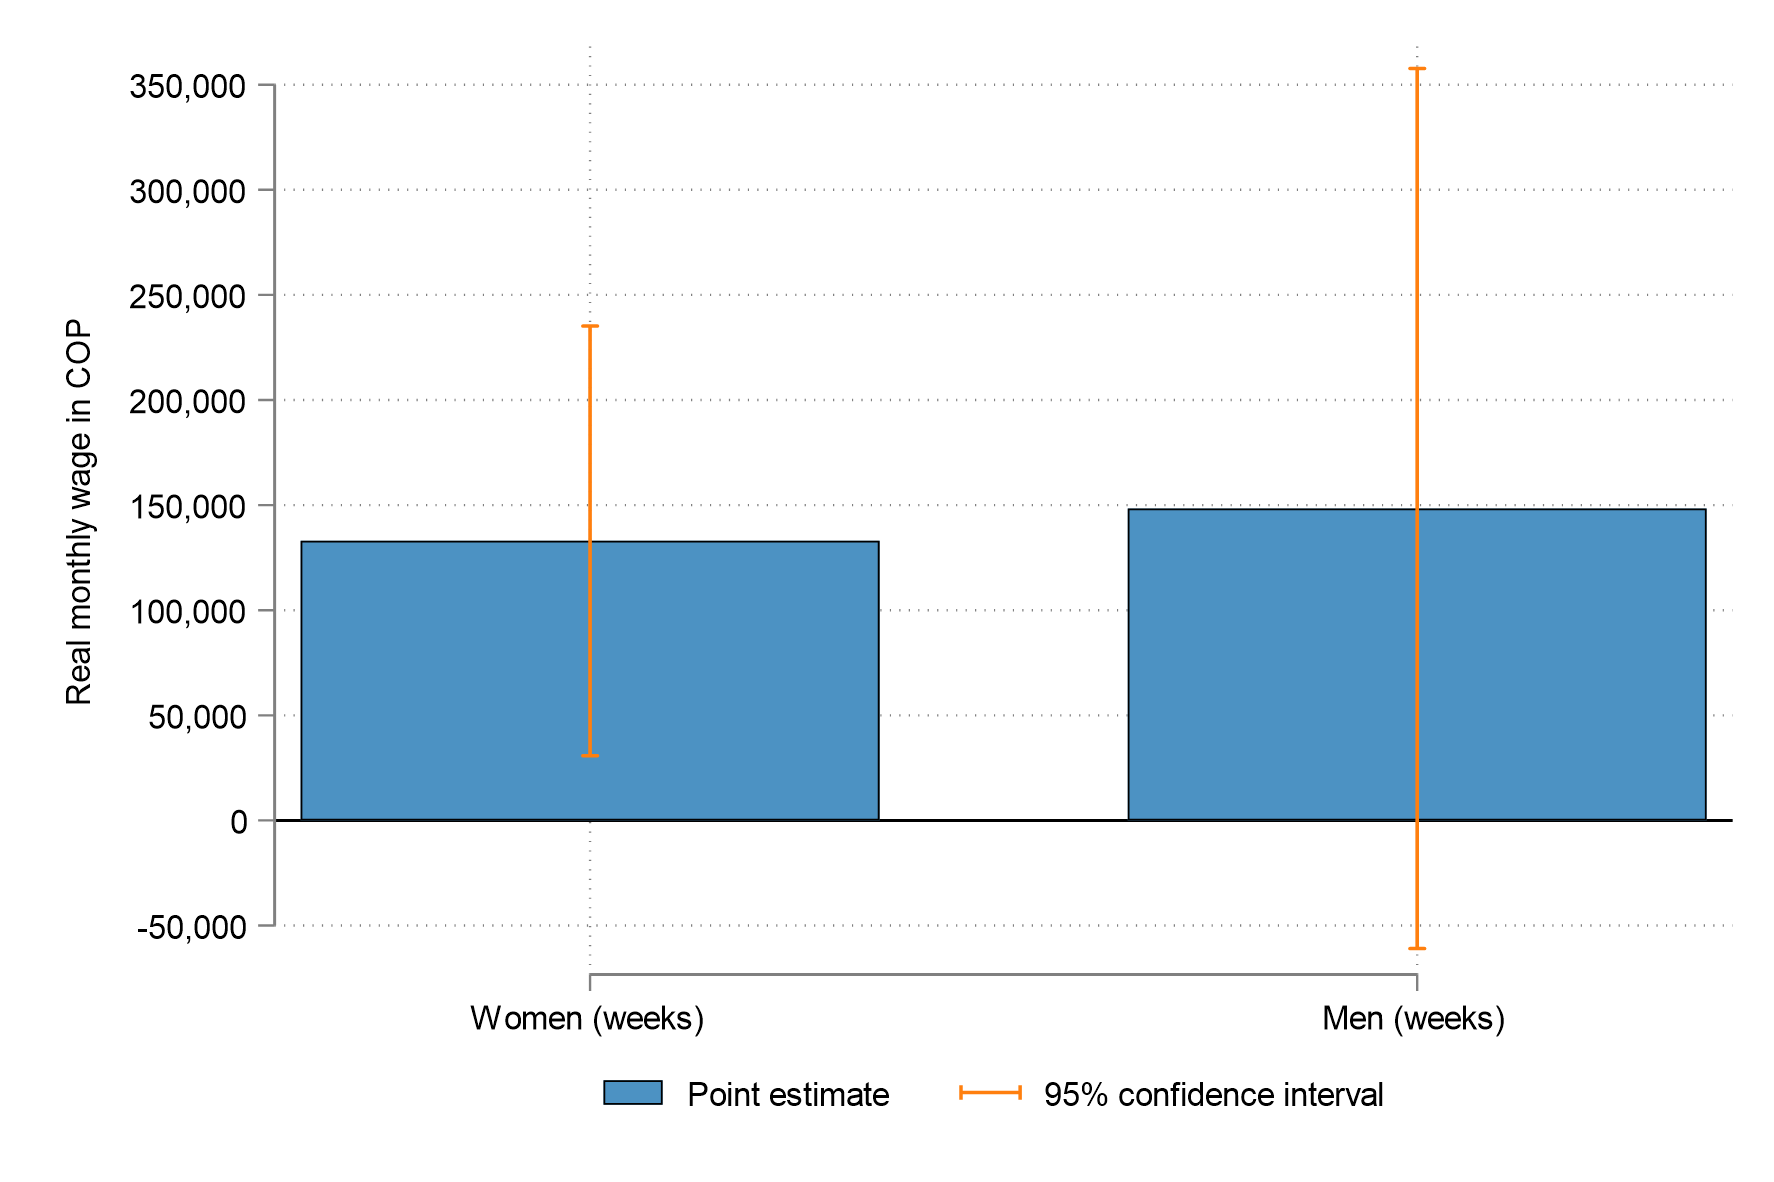 Real monthly wage in COP
350,000
300,000
250,000
200,000
150,000
100,000
50,000
0
-50,000
Women (weeks)
Men (weeks)
Point estimate
95% confidence interval